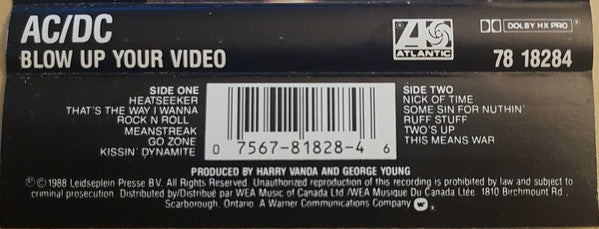 AC/DC
BLOW UP YOUR VIDEO
ATLANTIC
DOLBY HX PRO
78 18284
SIDE ONE
HEATSEEKER
THAT'S THE WAY I WANNA
ROCK N ROLL
MEANSTREAK
GO ZONE
KISSIN' DYNAMITE
0 7567-81828-4 6
SIDE TWO
NICK OF TIME
SOME SIN FOR NUTHIN'
RUFF STUFF
TWO'S UP
THIS MEANS WAR
PRODUCED BY HARRY VANDA AND GEORGE YOUNG
℗ © 1988 Leidseplein Presse B.V. All Rights Reserved. Unauthorized reproduction of this recording is prohibited by law and subject to
criminal prosecution. Distributed by/Distribué par WEA Music of Canada Ltd /WEA Musique Du Canada Ltée. 1810 Birchmount Rd.,
Scarborough, Ontario. A Warner Communications Company